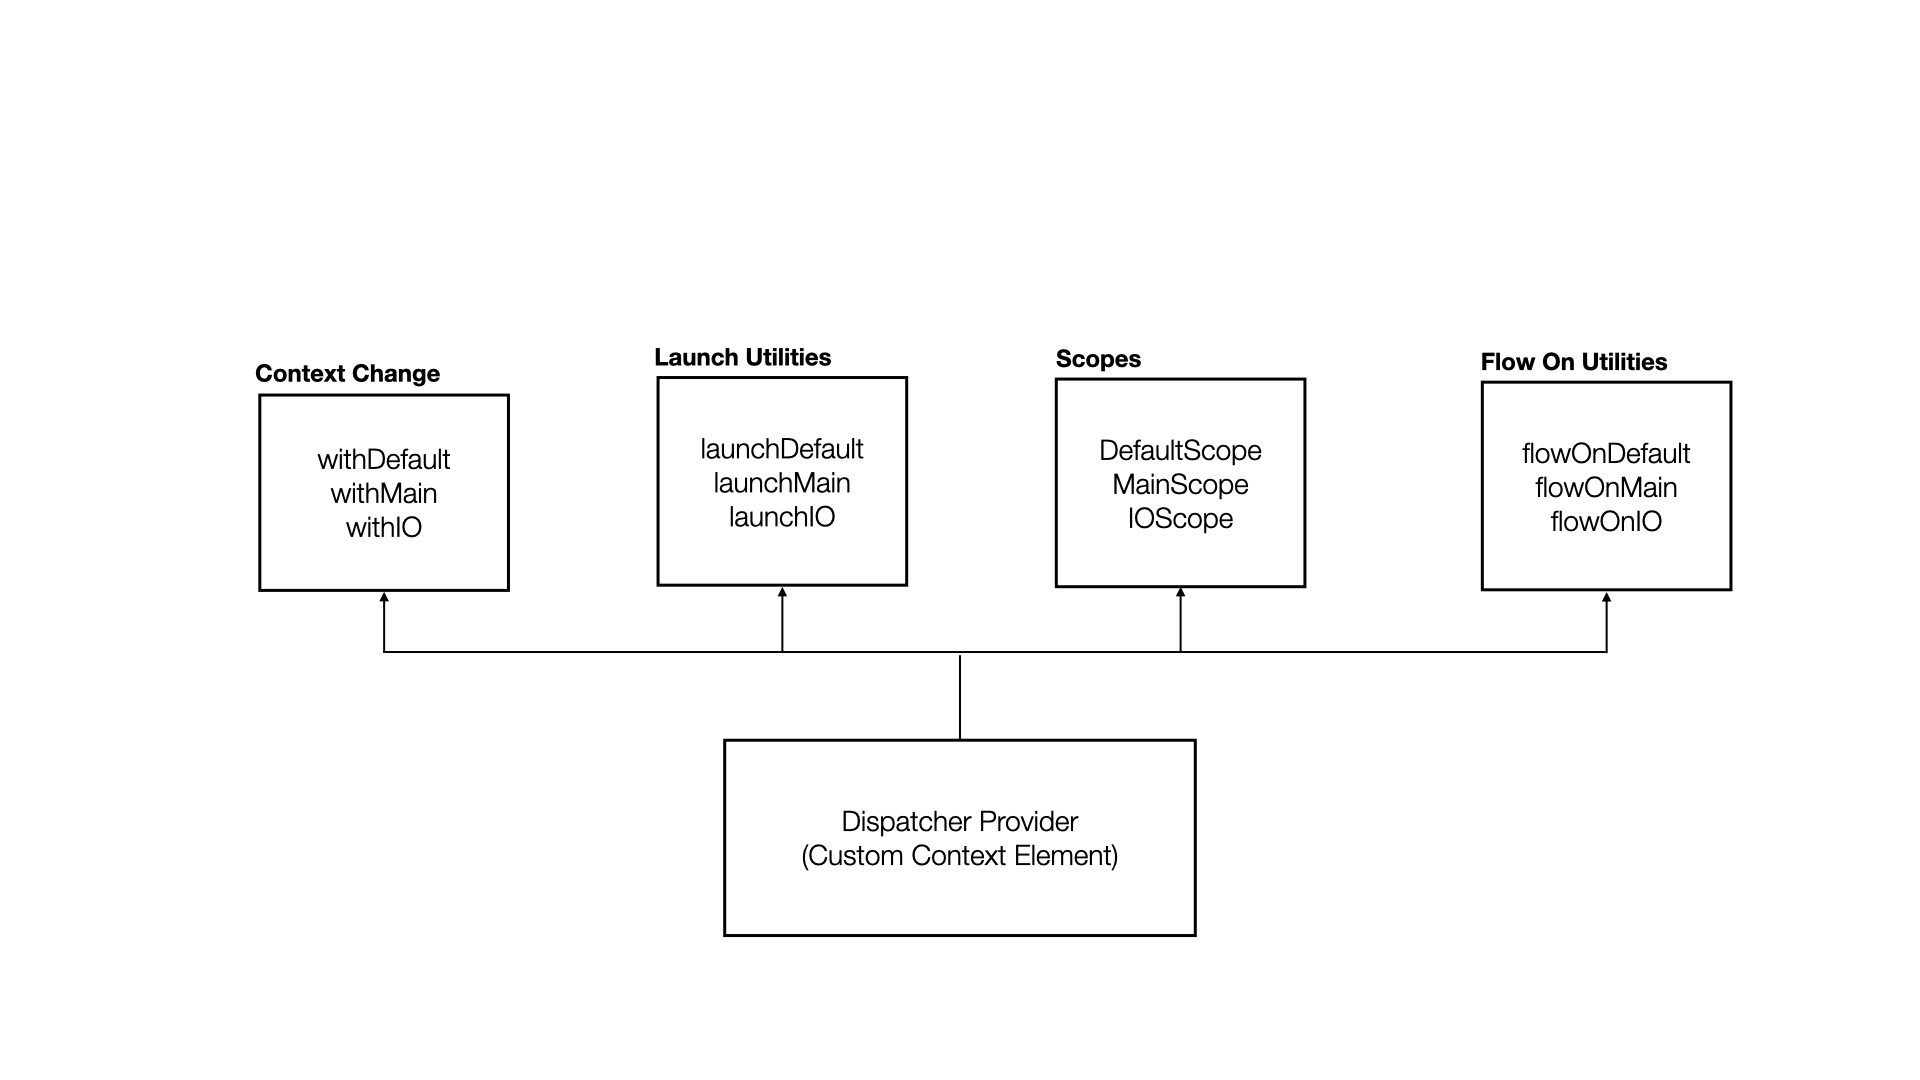 Context Change
withDefault
withMain
withIO
Launch Utilities
launchDefault
launchMain
launchIO
Scopes
DefaultScope
MainScope
IOScope
Flow On Utilities
flowOnDefault
flowOnMain
flowOnIO
Dispatcher Provider
(Custom Context Element)